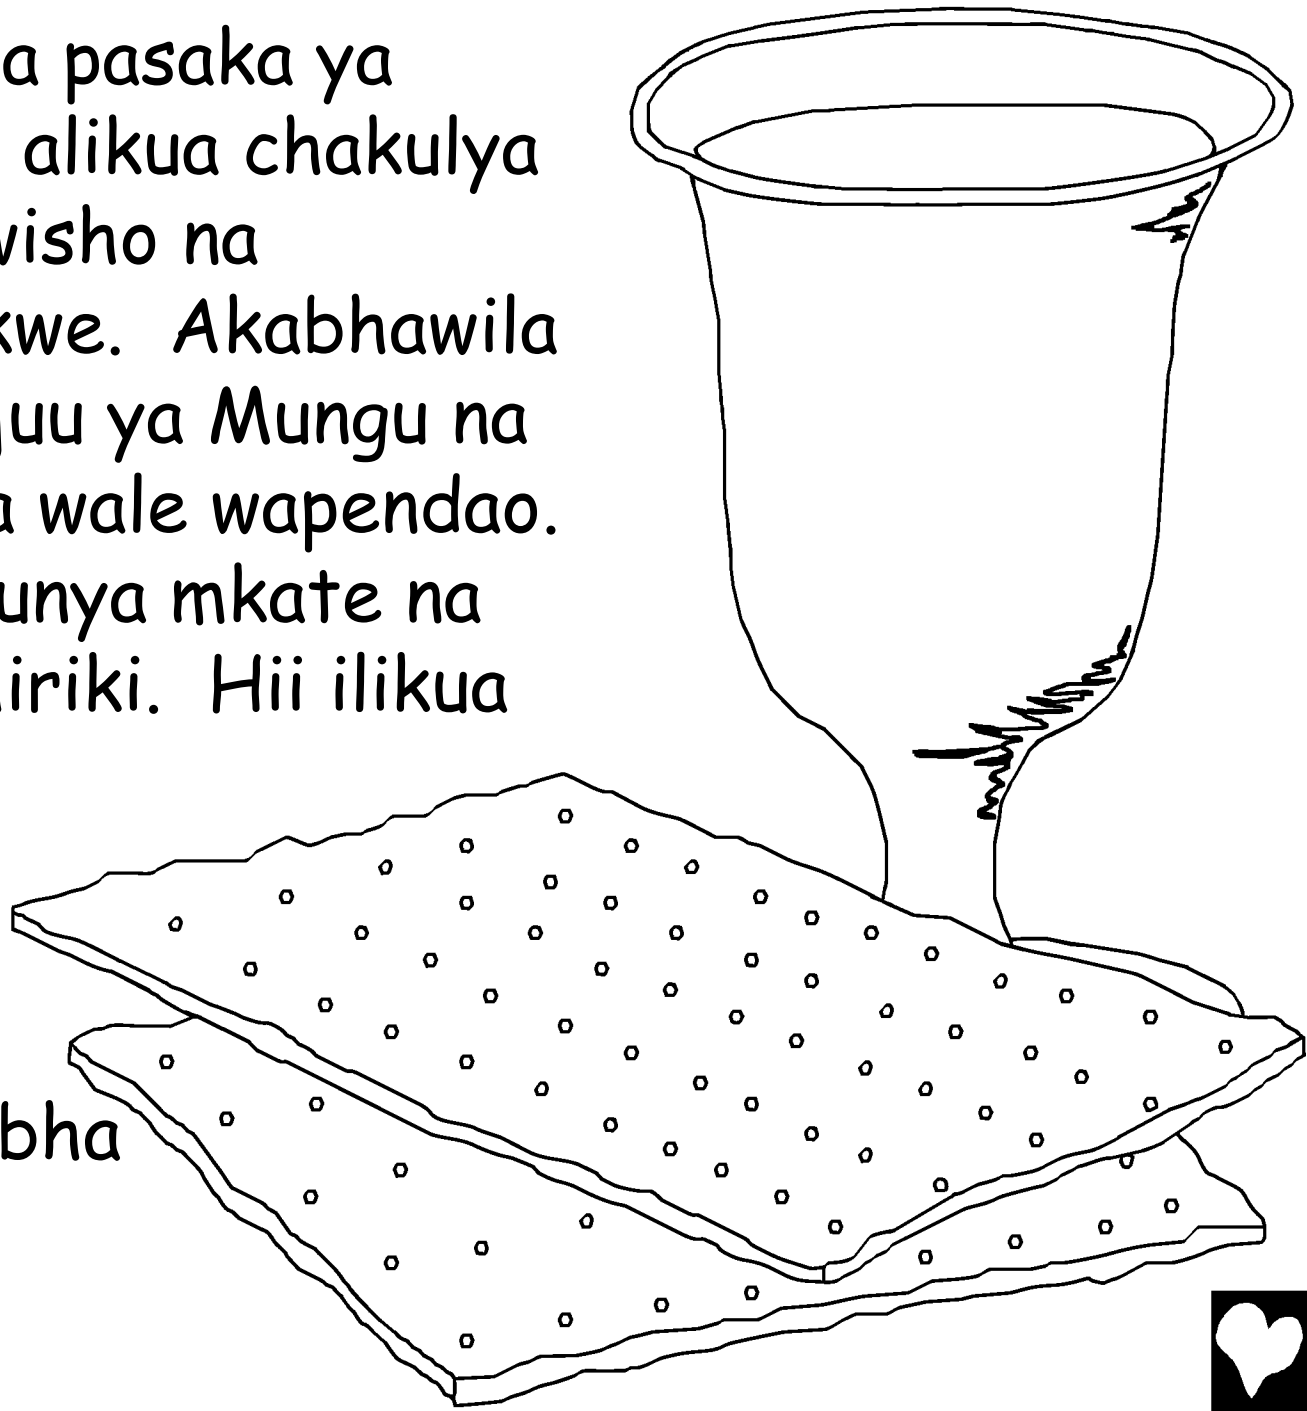 a pasaka ya
alikua chakulya
wisho na
kwe. Akabhawila
juu ya Mungu na
a wale wapendao.
unya mkate na
iriki. Hii ilikua
bha